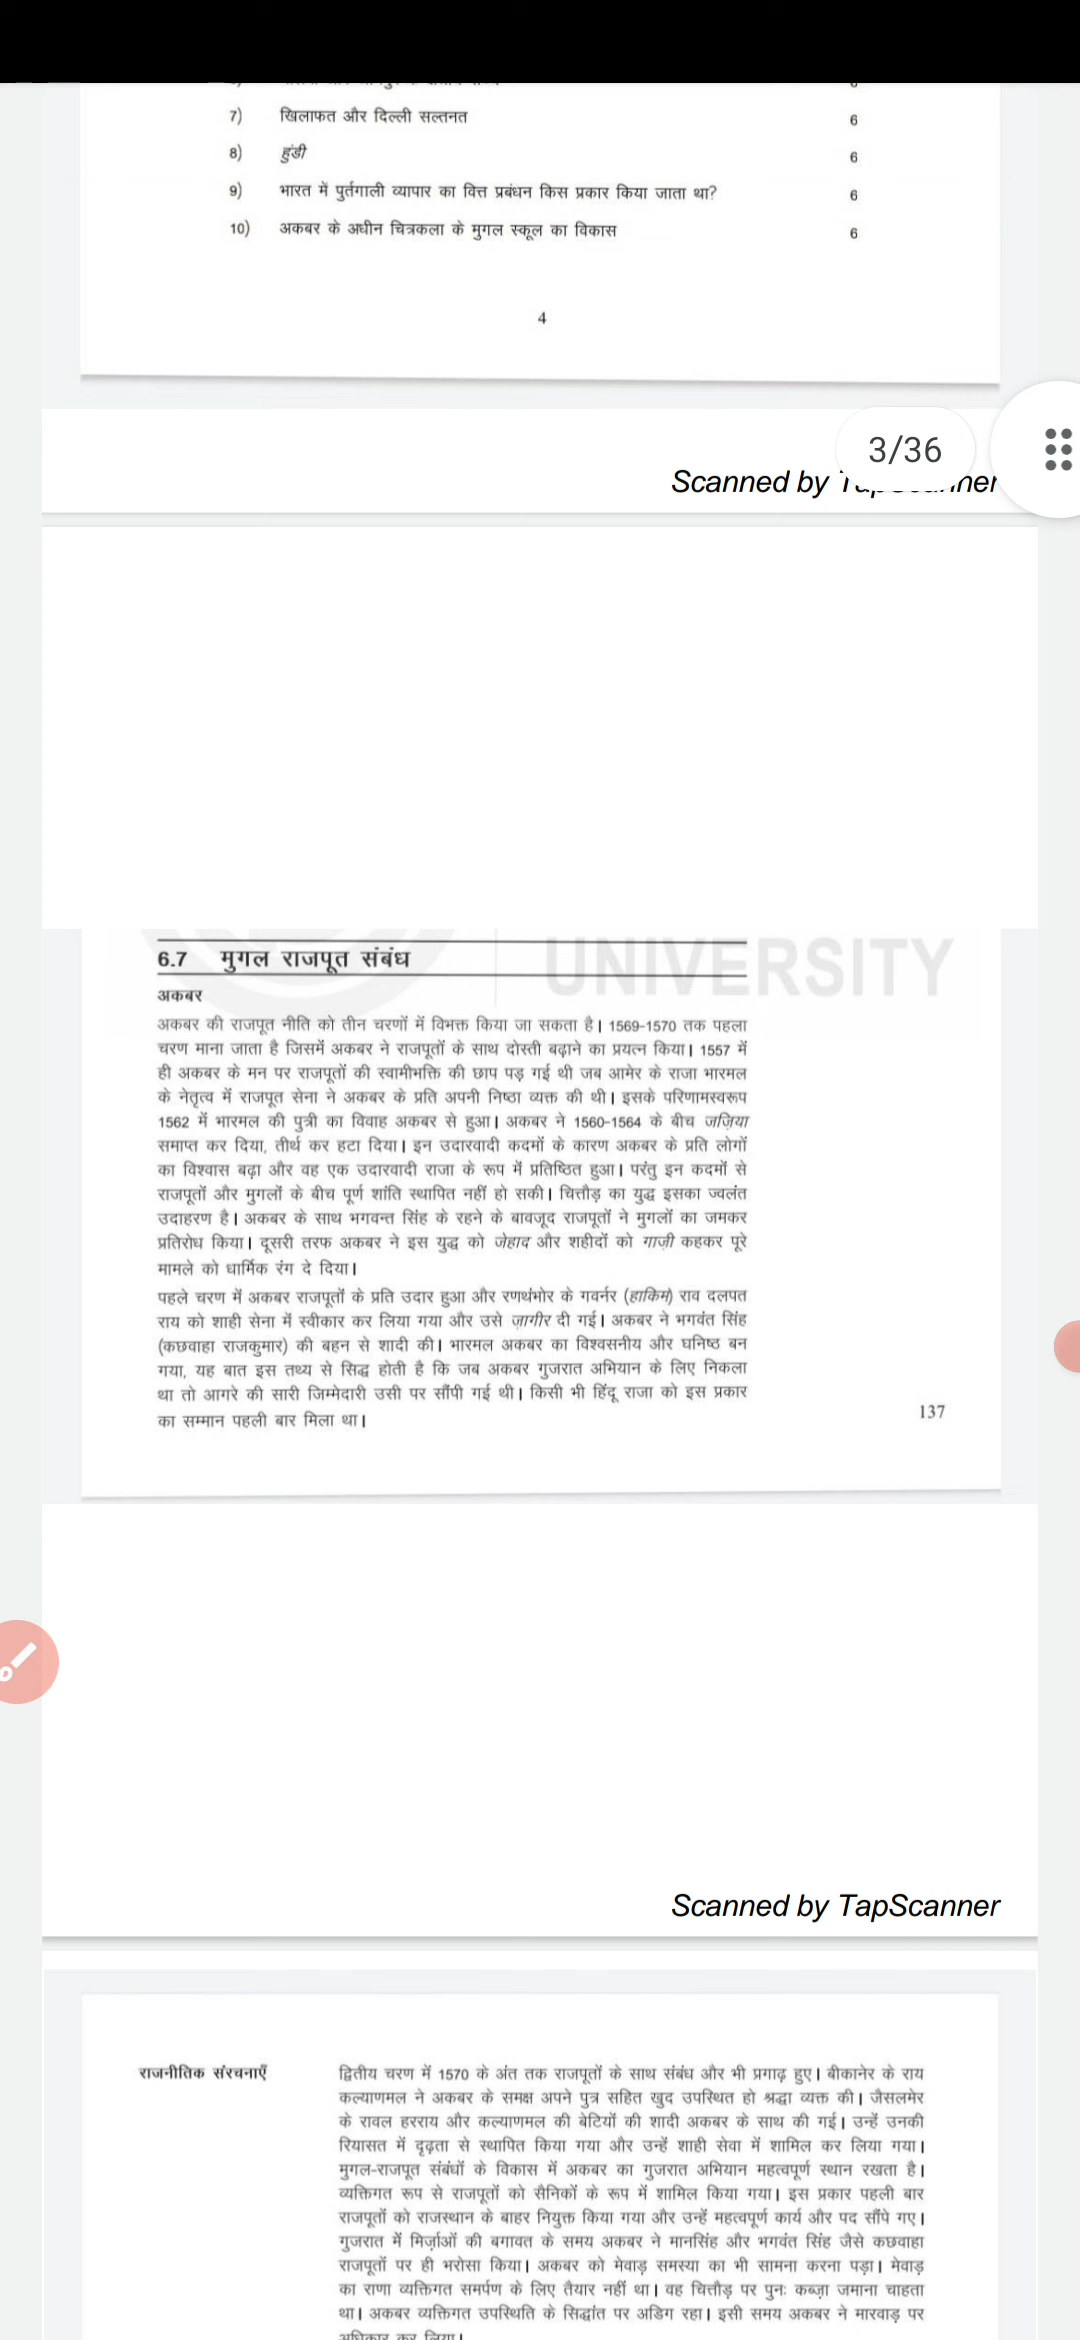 7) खिलाफत और दिल्ली सल्तनत 6
8) हुंडी 6
9) भारत में पुर्तगाली व्यापार का वित्त प्रबंधन किस प्रकार किया जाता था? 6
10) अकबर के अधीन चित्रकला के मुगल स्कूल का विकास 6
4
3/36
Scanned by
UNIVERSITY
6.7 मुगल राजपूत संबंध
अकबर
अकबर की राजपूत नीति को तीन चरणों में विभक्त किया जा सकता है। 1569-1570 तक पहला
चरण माना जाता है जिसमें अकबर ने राजपूतों के साथ दोस्ती बढ़ाने का प्रयत्न किया। 1557 में
ही अकबर के मन पर राजपूतों की स्वामीभक्ति की छाप पड़ गई थी जब आमेर के राजा भारमल
के नेतृत्व में राजपूत सेना ने अकबर के प्रति अपनी निष्ठा व्यक्त की थी। इसके परिणामस्वरूप
1562 में भारमल की पुत्री का विवाह अकबर से हुआ। अकबर ने 1560-1564 के बीच जज़िया
समाप्त कर दिया, तीर्थ कर हटा दिया। इन उदारवादी कदमों के कारण अकबर के प्रति लोगों
का विश्वास बढ़ा और वह एक उदारवादी राजा के रूप में प्रतिष्ठित हुआ। परंतु इन कदमों से
राजपूतों और मुगलों के बीच पूर्ण शांति स्थापित नहीं हो सकी। चित्तौड़ का युद्ध इसका ज्वलंत
उदाहरण है। अकबर के साथ भगवन्त सिंह के रहने के बावजूद राजपूतों ने मुगलों का जमकर
प्रतिरोध किया। दूसरी तरफ अकबर ने इस युद्ध को जेहाद और शहीदों को गाज़ी कहकर पूरे
मामले को धार्मिक रंग दे दिया।
पहले चरण में अकबर राजपूतों के प्रति उदार हुआ और रणथंभोर के गवर्नर (हाकिम) राव दलपत
राय को शाही सेना में स्वीकार कर लिया गया और उसे ज़ागीर दी गई। अकबर ने भगवंत सिंह
(कछवाहा राजकुमार) की बहन से शादी की। भारमल अकबर का विश्वसनीय और घनिष्ठ बन
गया, यह बात इस तथ्य से सिद्ध होती है कि जब अकबर गुजरात अभियान के लिए निकला
था तो आगरे की सारी जिम्मेदारी उसी पर सौंपी गई थी। किसी भी हिंदू राजा को इस प्रकार
का सम्मान पहली बार मिला था।
137
Scanned by TapScanner
राजनीतिक संरचनाएँ
द्वितीय चरण में 1570 के अंत तक राजपूतों के साथ संबंध और भी प्रगाढ़ हुए। बीकानेर के राय
कल्याणमल ने अकबर के समक्ष अपने पुत्र सहित खुद उपस्थित हो श्रद्धा व्यक्त की। जैसलमेर
के रावल हरराय और कल्याणमल की बेटियों की शादी अकबर के साथ की गई। उन्हें उनकी
रियासत में दृढ़ता से स्थापित किया गया और उन्हें शाही सेवा में शामिल कर लिया गया।
मुगल-राजपूत संबंधों के विकास में अकबर का गुजरात अभियान महत्वपूर्ण स्थान रखता है।
व्यक्तिगत रूप से राजपूतों को सैनिकों के रूप में शामिल किया गया। इस प्रकार पहली बार
राजपूतों को राजस्थान के बाहर नियुक्त किया गया और उन्हें महत्वपूर्ण कार्य और पद सौंपे गए।
गुजरात में मिर्ज़ाओं की बगावत के समय अकबर ने मानसिंह और भगवंत सिंह जैसे कछवाहा
राजपूतों पर ही भरोसा किया। अकबर को मेवाड़ समस्या का भी सामना करना पड़ा। मेवाड़
का राणा व्यक्तिगत समर्पण के लिए तैयार नहीं था। वह चित्तौड़ पर पुनः कब्ज़ा जमाना चाहता
था। अकबर व्यक्तिगत उपस्थिति के सिद्धांत पर अडिग रहा। इसी समय अकबर ने मारवाड़ पर
अधिकार कर लिया।